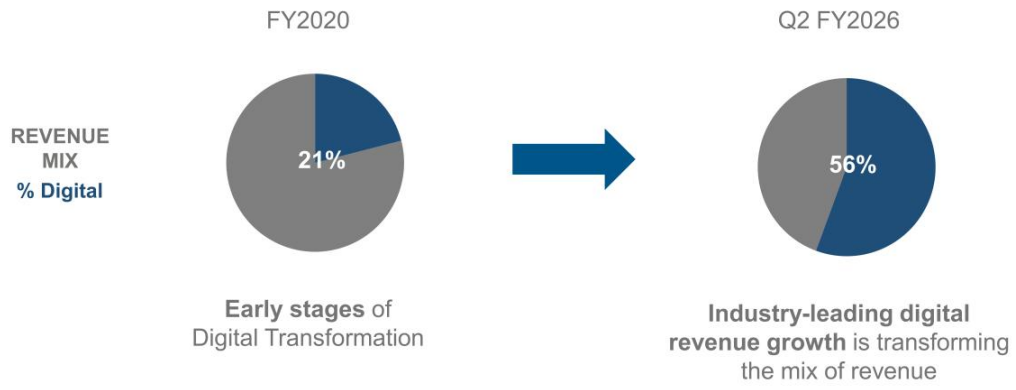 FY2020
Q2 FY2026
REVENUE
MIX
% Digital
21%
56%
Early stages of
Digital Transformation
Industry-leading digital
revenue growth is transforming
the mix of revenue